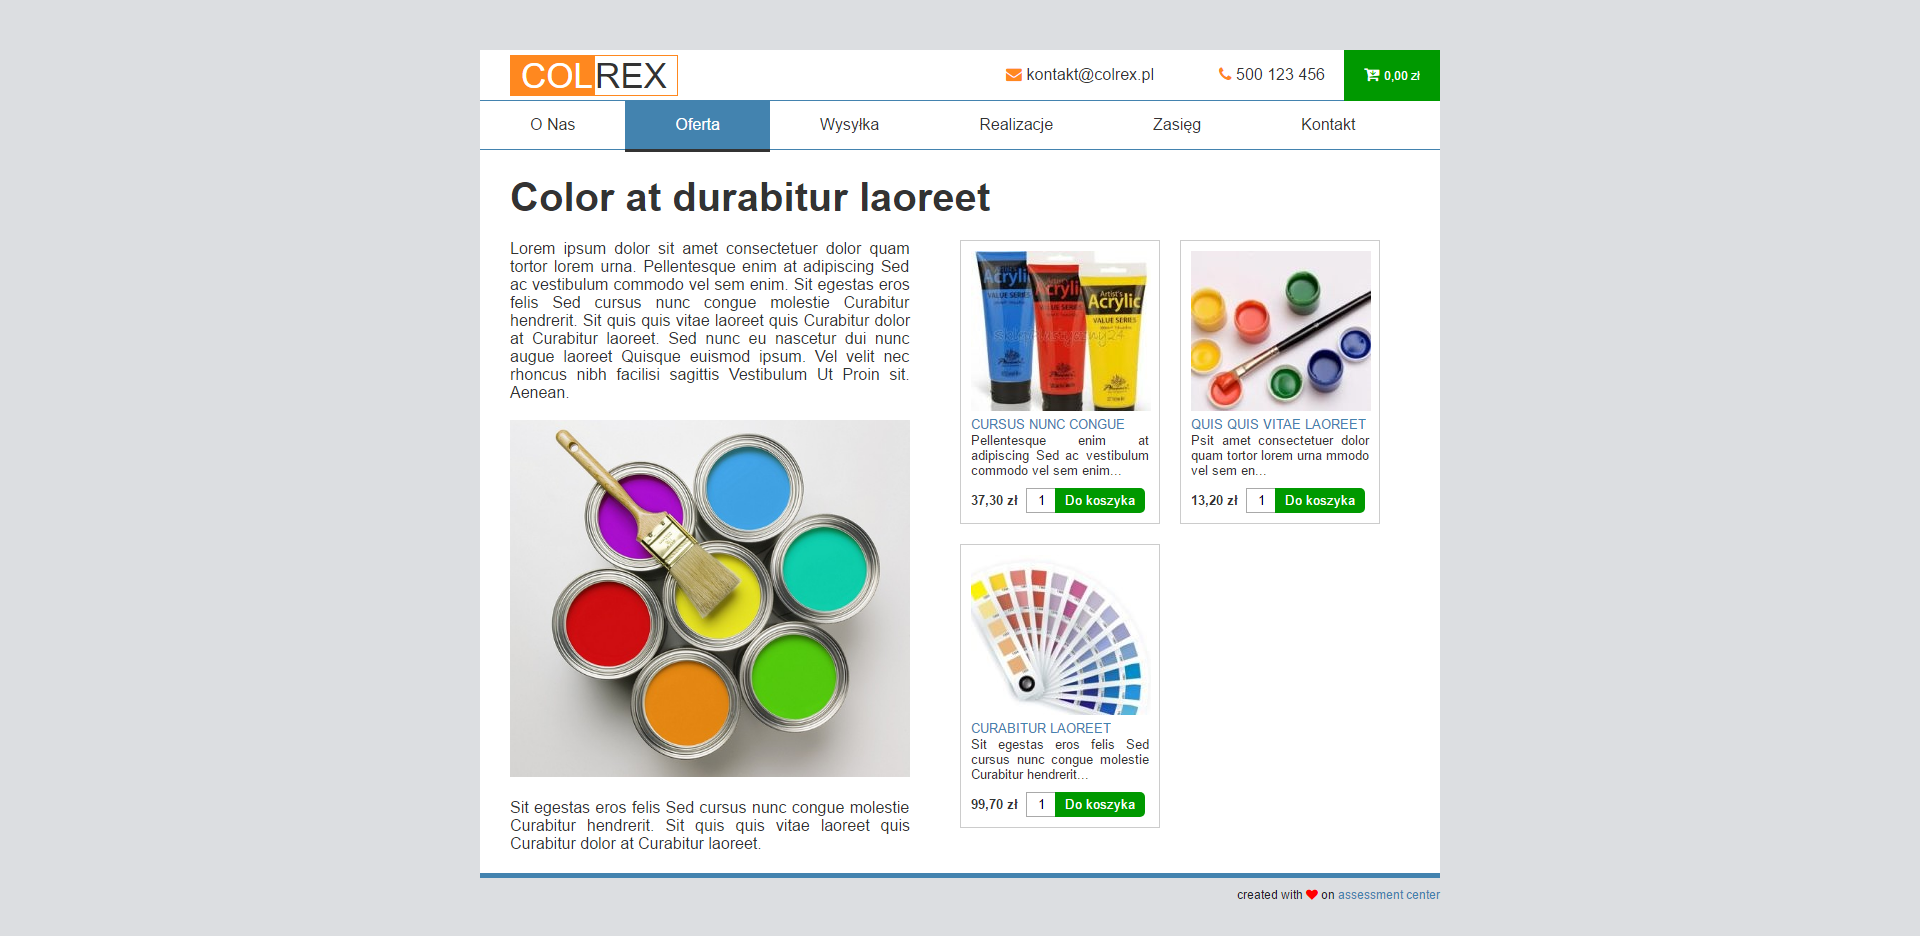 COLREX
kontakt@colrex.pl
500 123 456
0,00 zł
O Nas
Oferta
Wysyłka
Realizacje
Zasięg
Kontakt
Color at durabitur laoreet
Lorem ipsum dolor sit amet consectetuer dolor quam
tortor lorem urna. Pellentesque enim at adipiscing Sed
ac vestibulum commodo vel sem enim. Sit egestas eros
felis Sed cursus nunc congue molestie Curabitur
hendrerit. Sit quis quis vitae laoreet quis Curabitur dolor
at Curabitur laoreet. Sed nunc eu nascetur dui nunc
augue laoreet Quisque euismod ipsum. Vel velit nec
rhoncus nibh facilisi sagittis Vestibulum Ut Proin sit.
Aenean.
Sit egestas eros felis Sed cursus nunc congue molestie
Curabitur hendrerit. Sit quis quis vitae laoreet quis
Curabitur dolor at Curabitur laoreet.
Artist's
Acrylic
VALUE SERIES
CURSUS NUNC CONGUE
Pellentesque enim at
adipiscing Sed ac vestibulum
commodo vel sem enim...
37,30 zł
1
Do koszyka
QUIS QUIS VITAE LAOREET
Psit amet consectetuer dolor
quam tortor lorem urna mmodo
vel sem en...
13,20 zł
1
Do koszyka
CURABITUR LAOREET
Sit egestas eros felis Sed
cursus nunc congue molestie
Curabitur hendrerit...
99,70 zł
1
Do koszyka
created with on assessment center